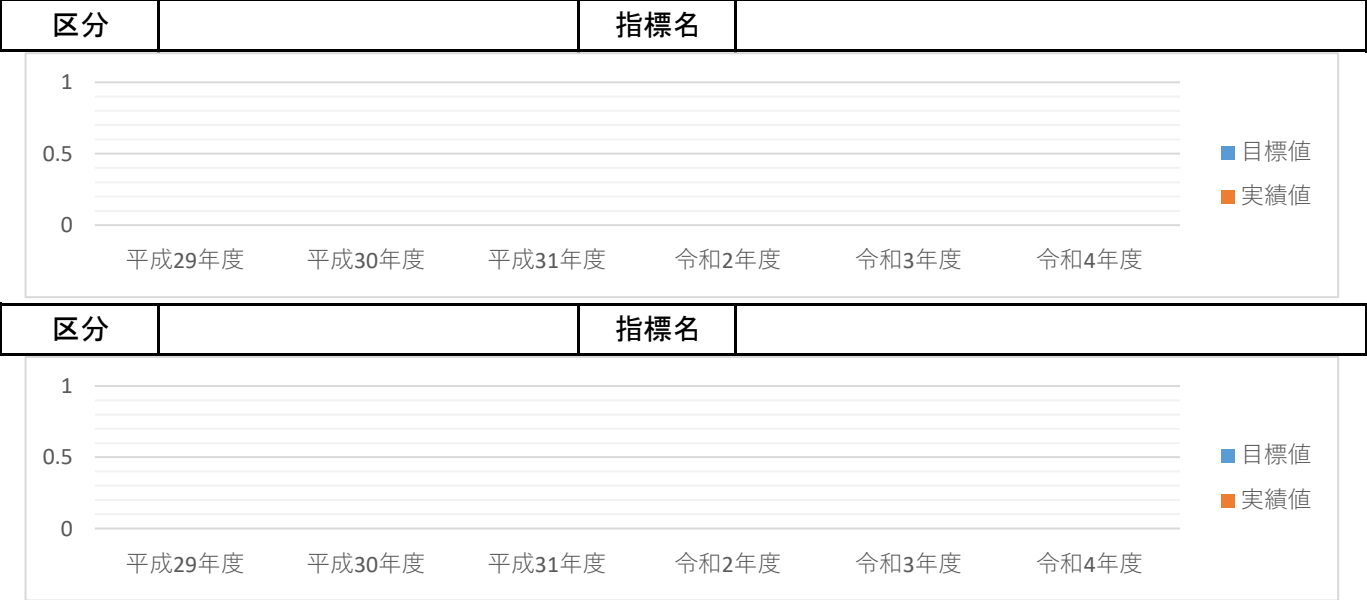 区分 指標名
1
0.5
0
平成29年度 平成30年度 平成31年度 令和2年度 令和3年度 令和4年度
目標値
実績値
区分 指標名
1
0.5
0
平成29年度 平成30年度 平成31年度 令和2年度 令和3年度 令和4年度
目標値
実績値